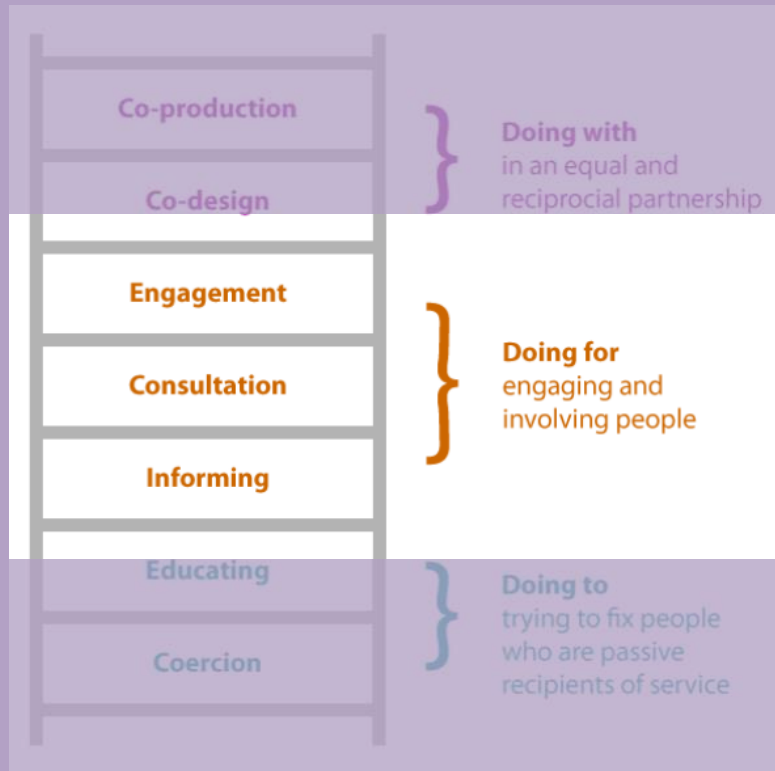 Co-production
Doing with
in an equal and
reciprocial partnership
Co-design
Engagement
Consultation
Informing
Doing for
engaging and
involving people
Educating
Coercion
Doing to
trying to fix people
who are passive
recipients of service